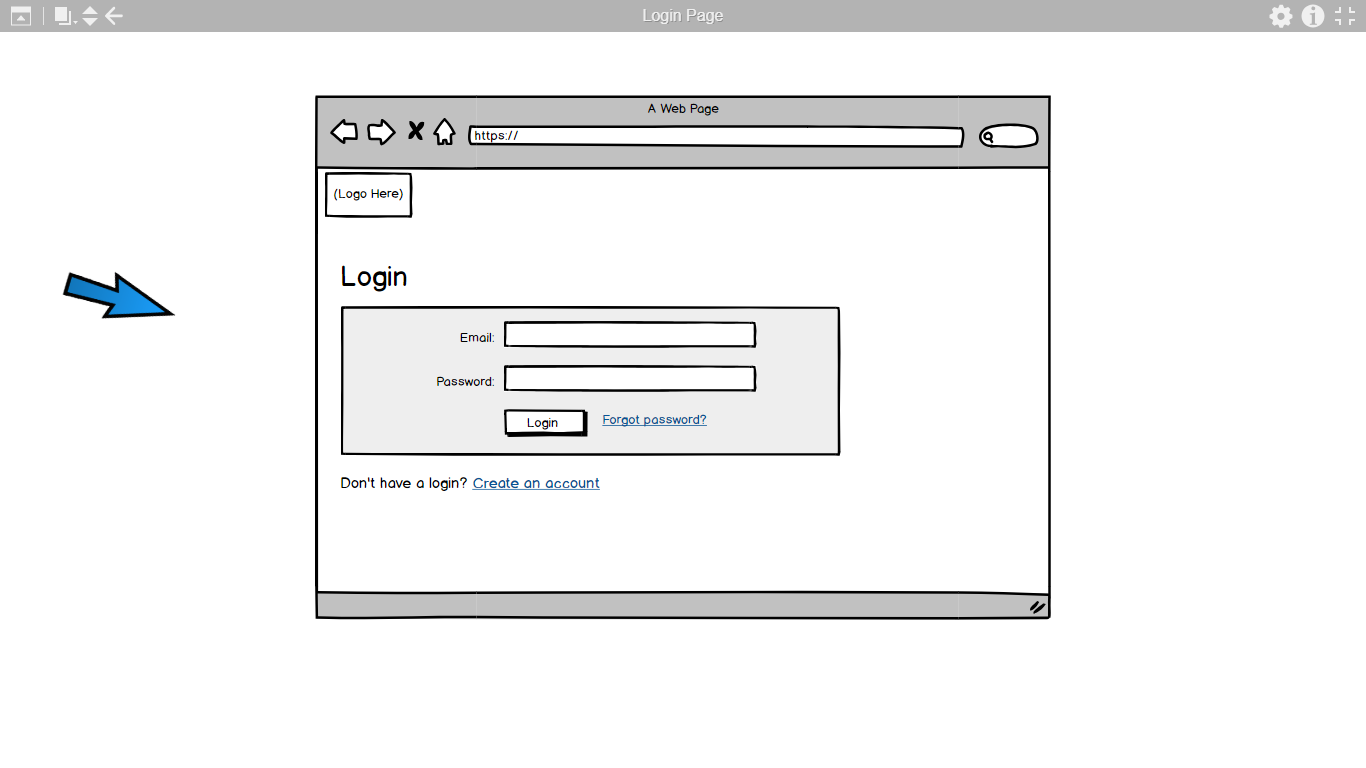 Login Page
A Web Page
https://
(Logo Here)
Login
Email:
Password:
Login Forgot password?
Don't have a login? Create an account